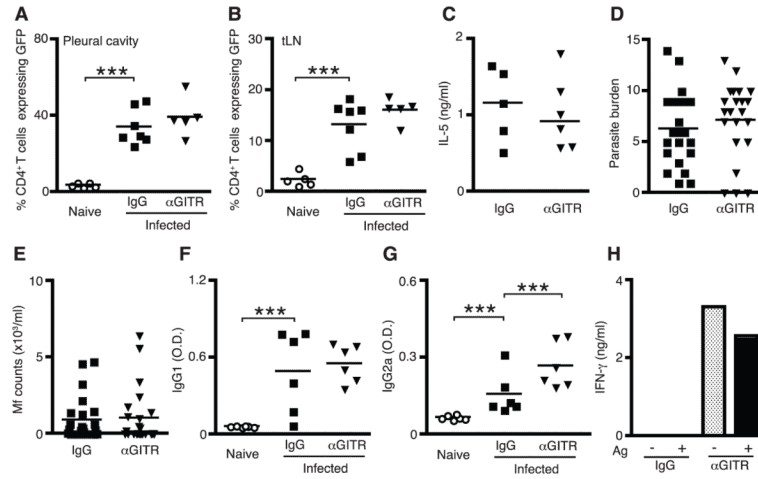 A
% CD4+ T cells expressing GFP
80
40
0
Pleural cavity
***
Naive
IgG
αGITR
Infected
B
% CD4+ T cells expressing GFP
30
20
10
0
tLN
***
Naive
IgG
αGITR
Infected
C
IL-5 (ng/ml)
2
1
0
IgG
αGITR
D
Parasite burden
15
10
5
0
IgG
αGITR
E
Mf counts (x10³/ml)
10
5
0
IgG
αGITR
F
IgG1 (O.D.)
1.2
0.6
0
***
Naive
IgG
αGITR
Infected
G
IgG2a (O.D.)
0.6
0.3
0
***
***
Naive
IgG
αGITR
Infected
H
IFN-γ (ng/ml)
4
2
0
Ag - + - +
IgG αGITR